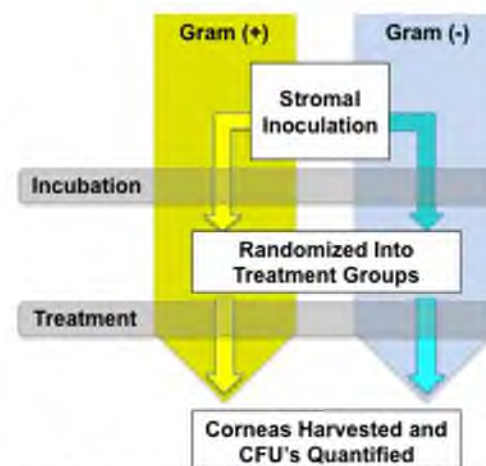 Gram (+)
Gram (-)
Stromal
Inoculation
Incubation
Randomized Into
Treatment Groups
Treatment
Corneas Harvested and
CFU's Quantified